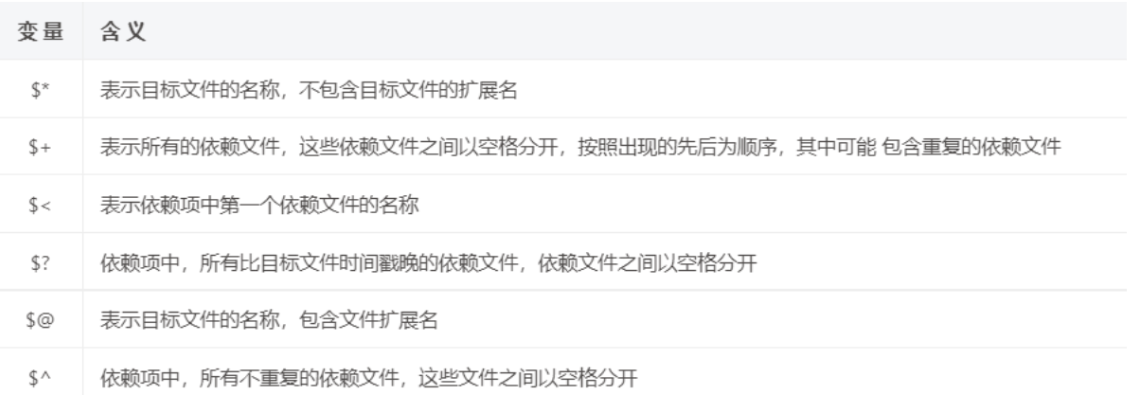 变量 含义
$* 表示目标文件的名称，不包含目标文件的扩展名
$+ 表示所有的依赖文件，这些依赖文件之间以空格分开，按照出现的先后为顺序，其中可能 包含重复的依赖文件
$< 表示依赖项中第一个依赖文件的名称
$? 依赖项中，所有比目标文件时间戳晚的依赖文件，依赖文件之间以空格分开
$@ 表示目标文件的名称，包含文件扩展名
$^ 依赖项中，所有不重复的依赖文件，这些文件之间以空格分开